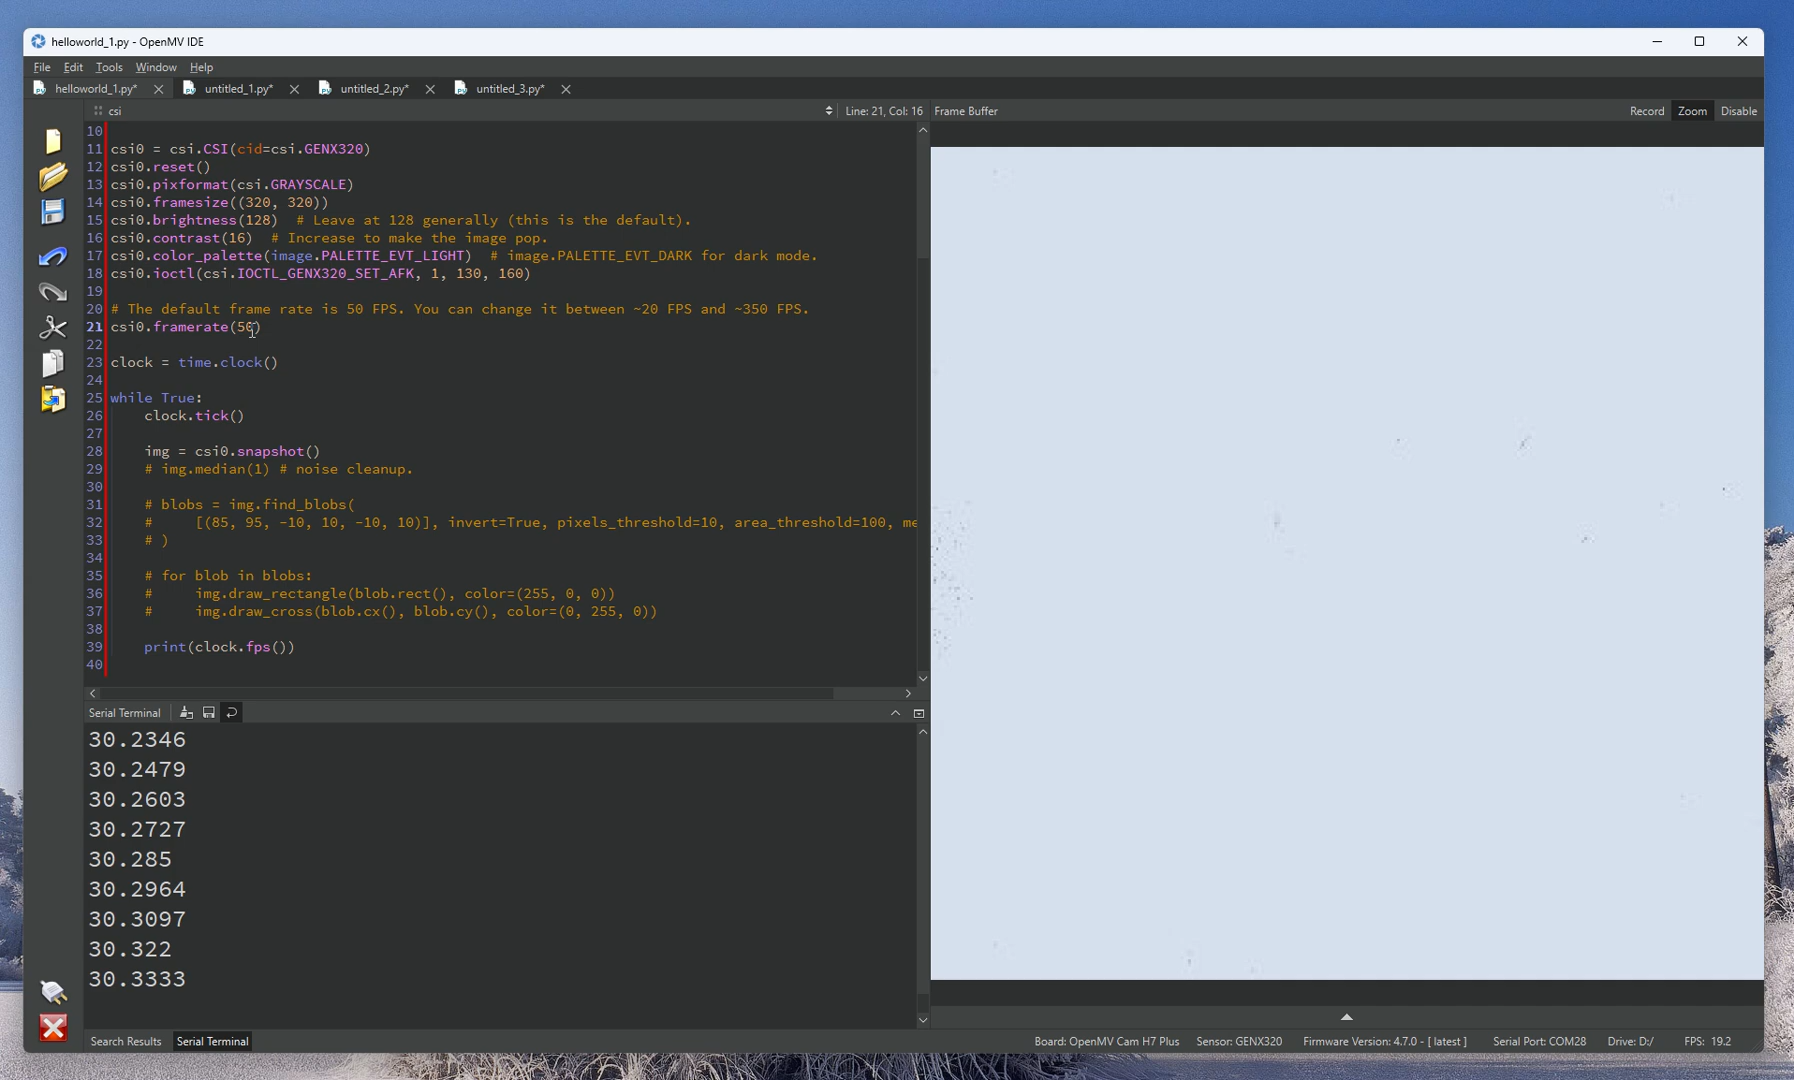 helloworld_1.py - OpenMV IDE
File Edit Tools Window Help
helloworld_1.py* untitled_1.py* untitled_2.py* untitled_3.py*
csi Line: 21, Col: 16 Frame Buffer Record Zoom Disable
10
11 csi0 = csi.CSI(cid=csi.GENX320)
12 csi0.reset()
13 csi0.pixformat(csi.GRAYSCALE)
14 csi0.framesize((320, 320))
15 csi0.brightness(128)  # Leave at 128 generally (this is the default).
16 csi0.contrast(16)  # Increase to make the image pop.
17 csi0.color_palette(image.PALETTE_EVT_LIGHT)  # image.PALETTE_EVT_DARK for dark mode.
18 csi0.ioctl(csi.IOCTL_GENX320_SET_AFK, 1, 130, 160)
19
20 # The default frame rate is 50 FPS. You can change it between ~20 FPS and ~350 FPS.
21 csi0.framerate(50)
22
23 clock = time.clock()
24
25 while True:
26     clock.tick()
27
28     img = csi0.snapshot()
29     # img.median(1) # noise cleanup.
30
31     # blobs = img.find_blobs(
32     #     [(85, 95, -10, 10, -10, 10)], invert=True, pixels_threshold=10, area_threshold=100, me
33     # )
34
35     # for blob in blobs:
36     #     img.draw_rectangle(blob.rect(), color=(255, 0, 0))
37     #     img.draw_cross(blob.cx(), blob.cy(), color=(0, 255, 0))
38
39     print(clock.fps())
40
Serial Terminal
30.2346
30.2479
30.2603
30.2727
30.285
30.2964
30.3097
30.322
30.3333
Search Results Serial Terminal Board: OpenMV Cam H7 Plus Sensor: GENX320 Firmware Version: 4.7.0 - [ latest ] Serial Port: COM28 Drive: D:/ FPS: 19.2